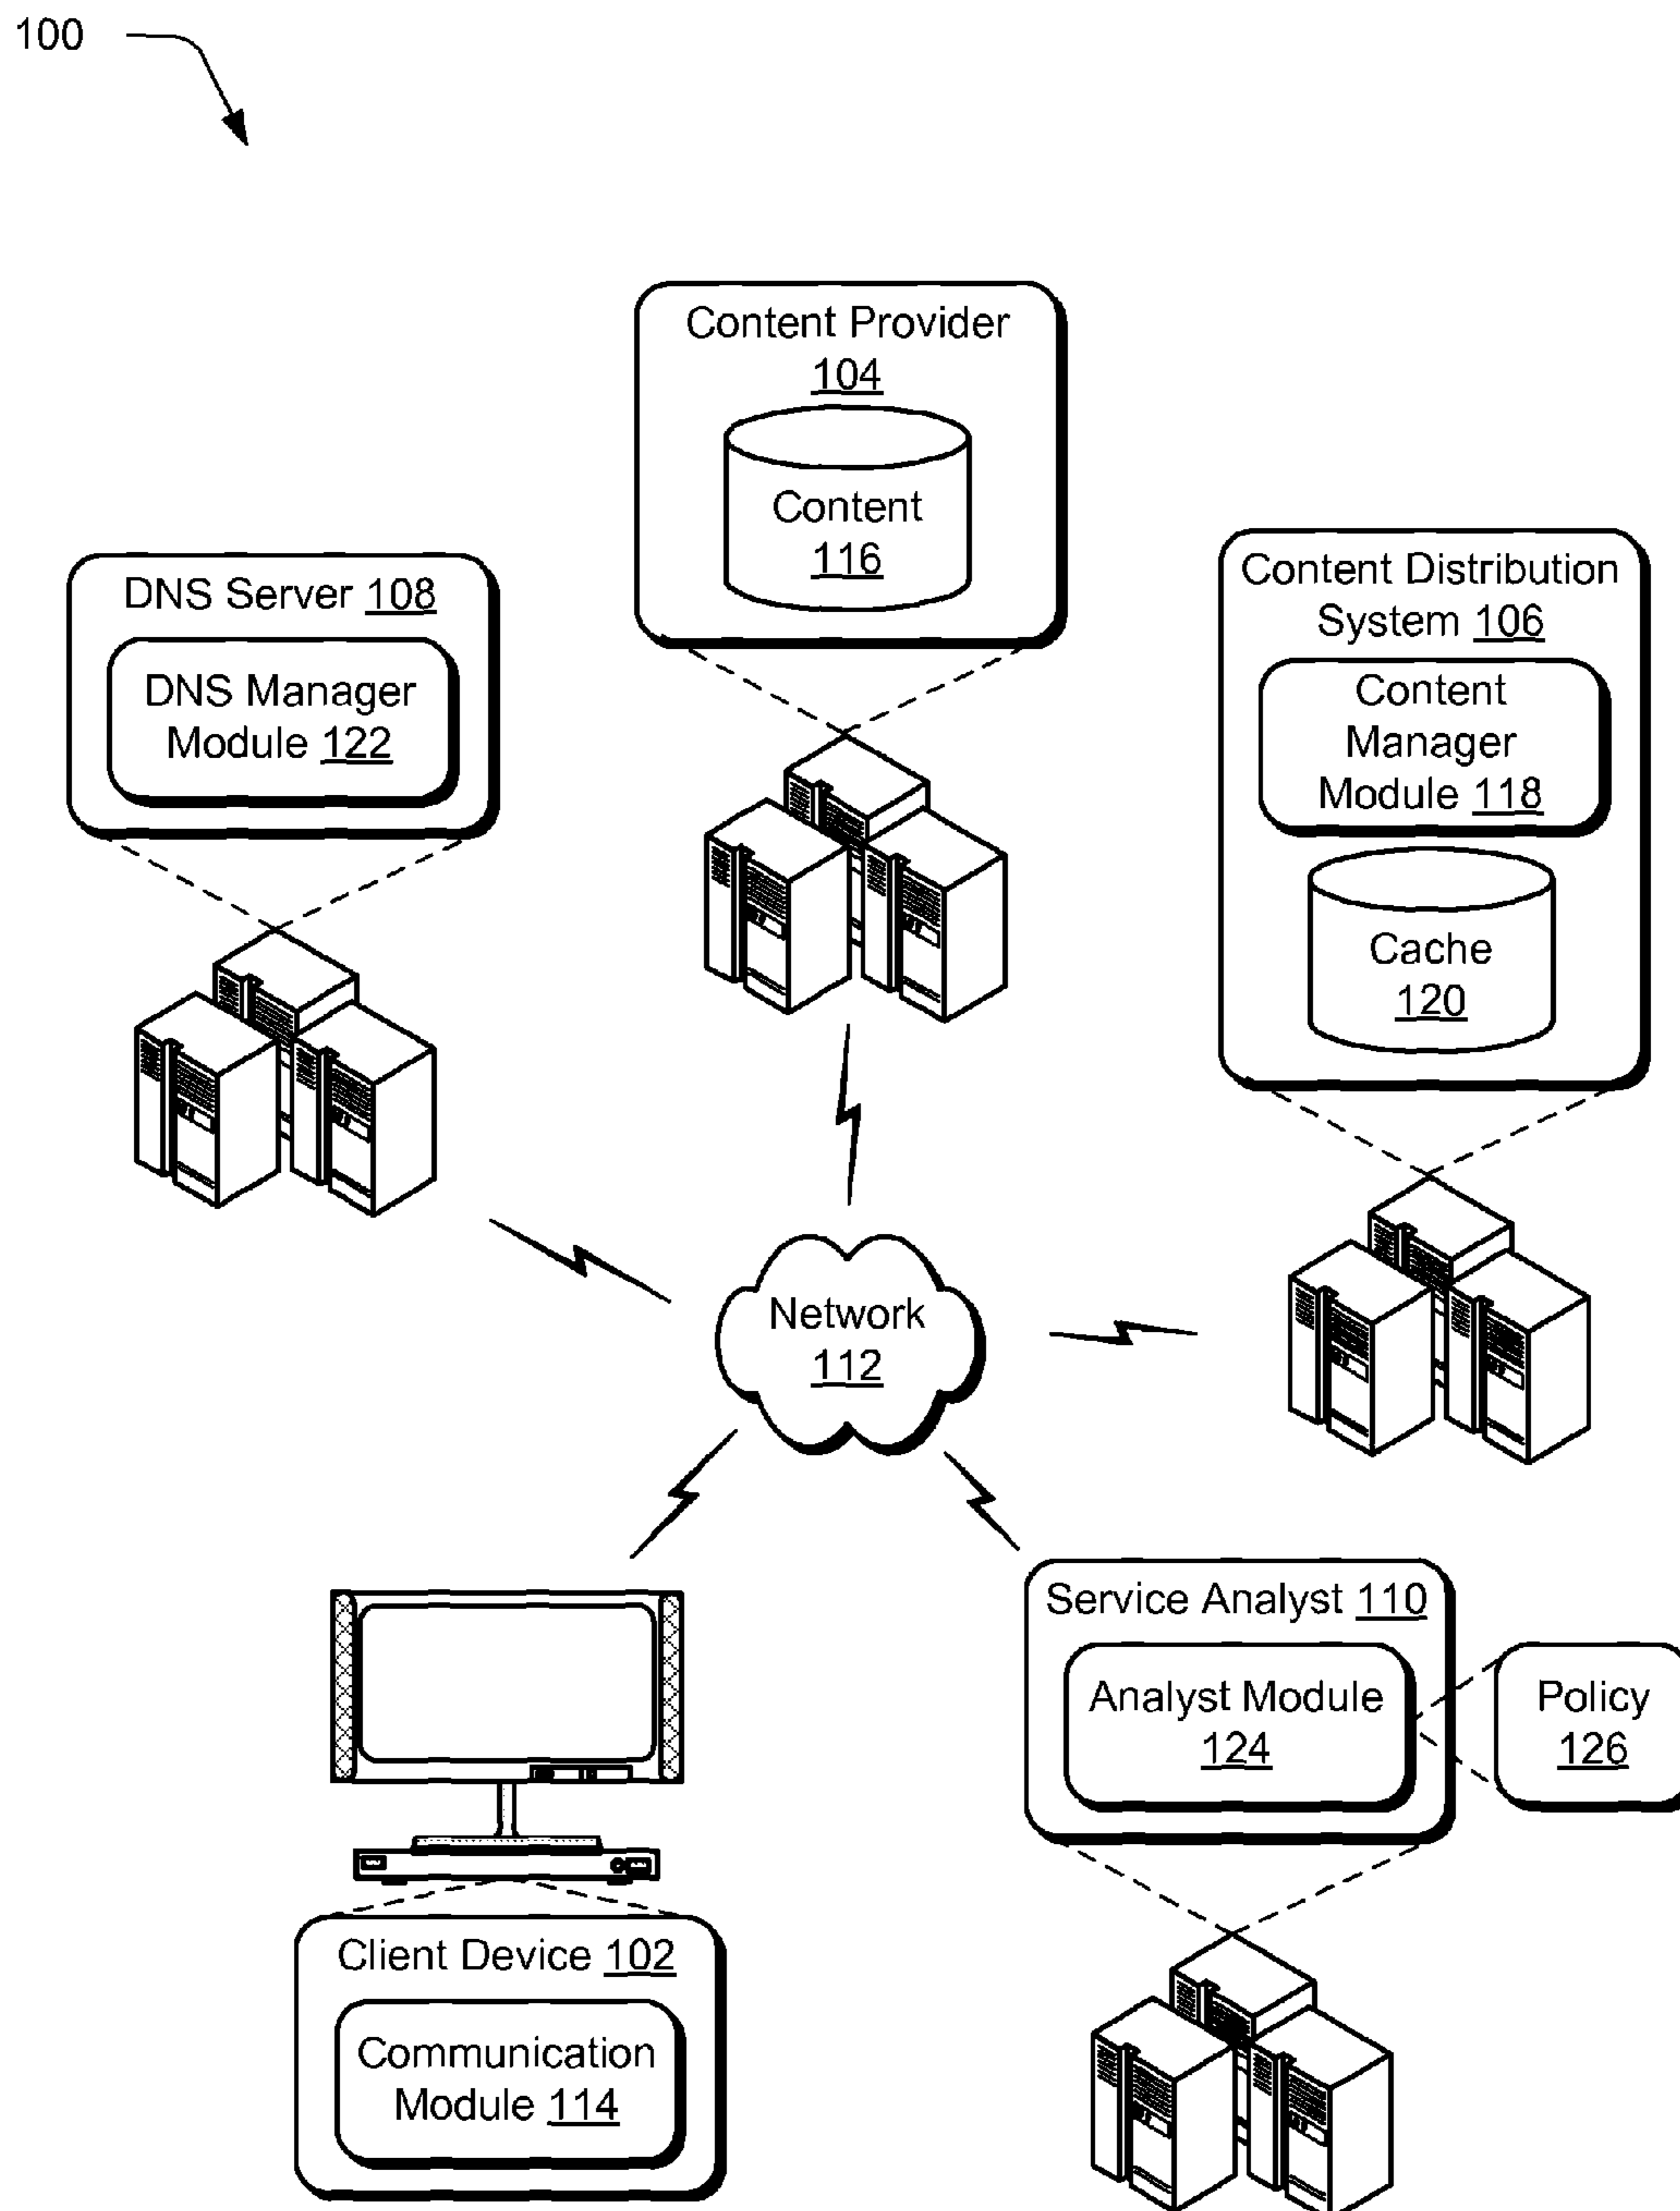 100
Content Provider
104
Content
116
DNS Server 108
DNS Manager
Module 122
Content Distribution
System 106
Content
Manager
Module 118
Cache
120
Network
112
Service Analyst 110
Analyst Module
124
Policy
126
Client Device 102
Communication
Module 114